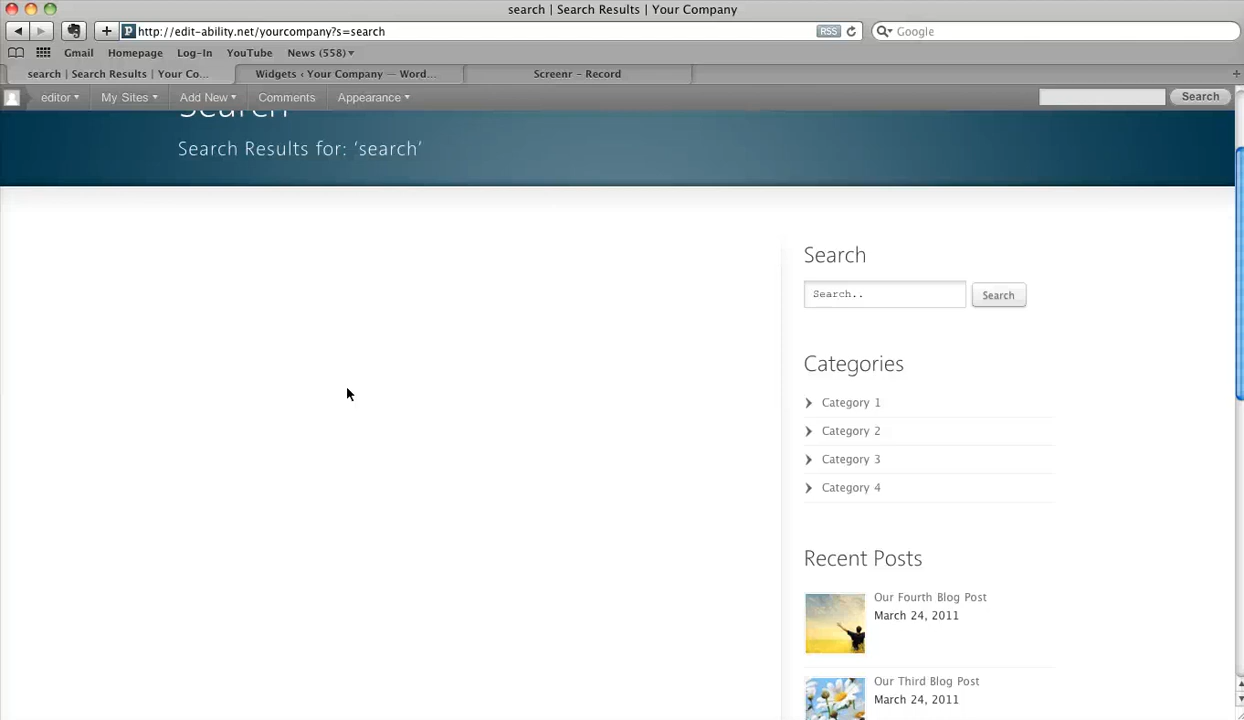 search | Search Results | Your Company
http://edit-ability.net/yourcompany?s=search
RSS
Google
Gmail
Homepage
Log-In
YouTube
News (558)
search | Search Results | Your Co...
Widgets ‹ Your Company — Word...
Screenr - Record
editor
My Sites
Add New
Comments
Appearance
Search
Search
Search Results for: ‘search’
Search
Search..
Search
Categories
Category 1
Category 2
Category 3
Category 4
Recent Posts
Our Fourth Blog Post
March 24, 2011
Our Third Blog Post
March 24, 2011